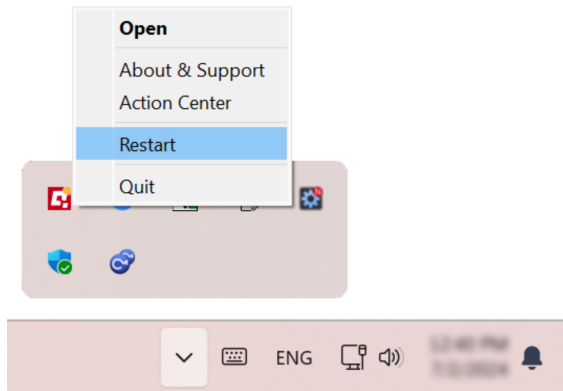 Open
About & Support
Action Center
Restart
Quit
ENG